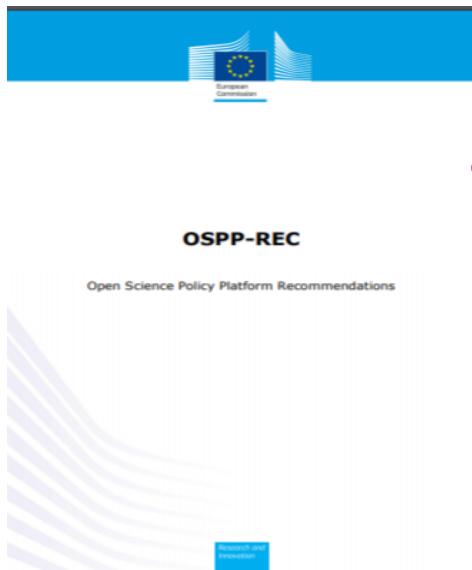 European
Commission
OSPP-REC
Open Science Policy Platform Recommendations
Research and
Innovation